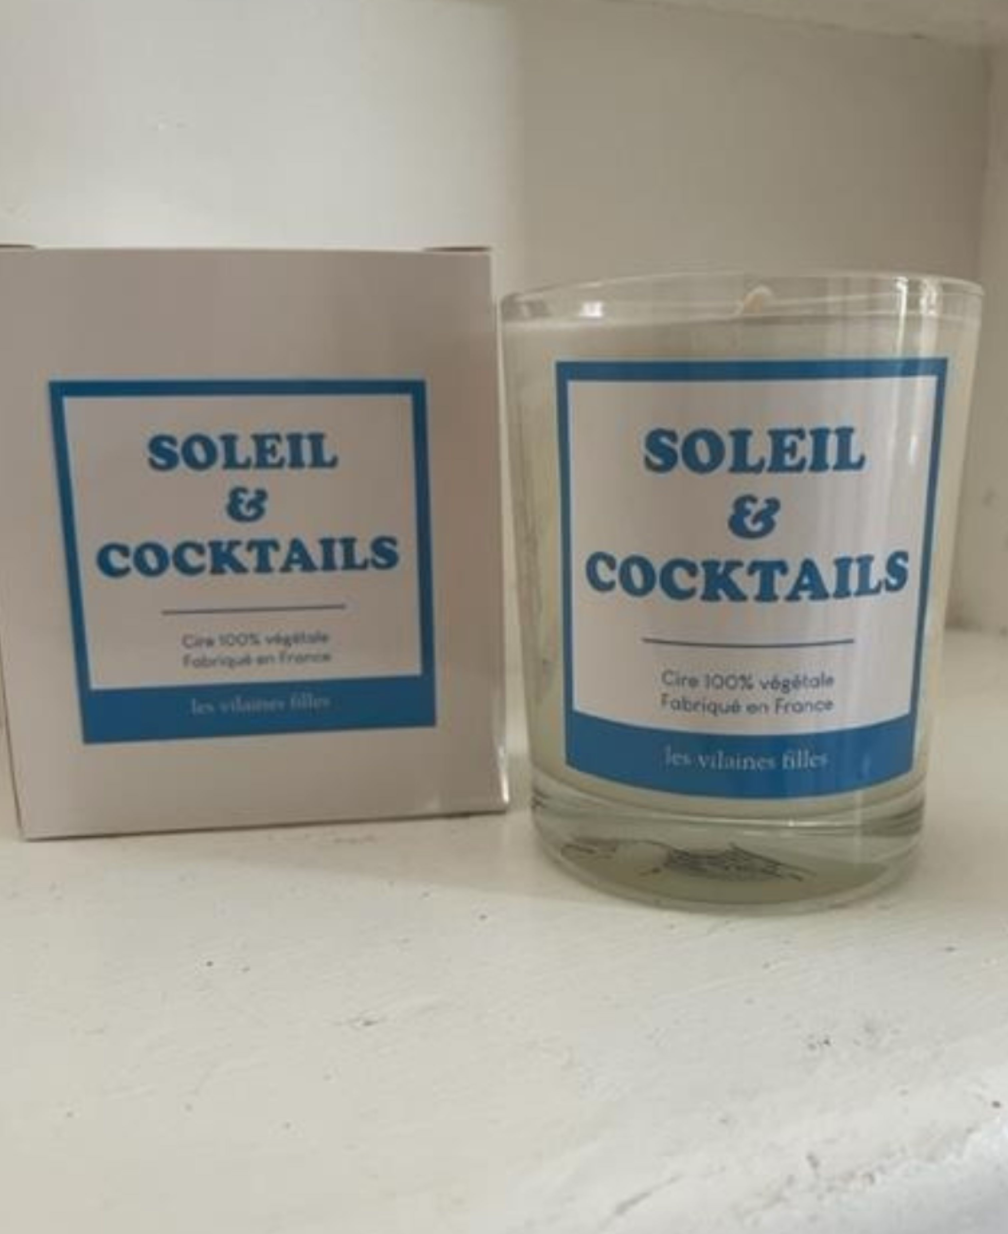 SOLEIL
&
COCKTAILS
Cire 100% végétale
Fabriqué en France
les vilaines filles
SOLEIL
&
COCKTAILS
Cire 100% végétale
Fabriqué en France
les vilaines filles